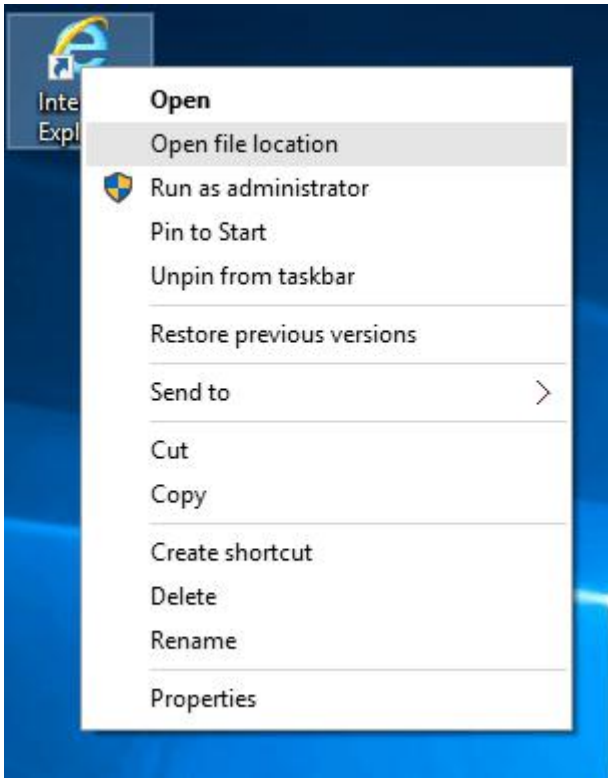 Inte
Expl
Open
Open file location
Run as administrator
Pin to Start
Unpin from taskbar
Restore previous versions
Send to
Cut
Copy
Create shortcut
Delete
Rename
Properties